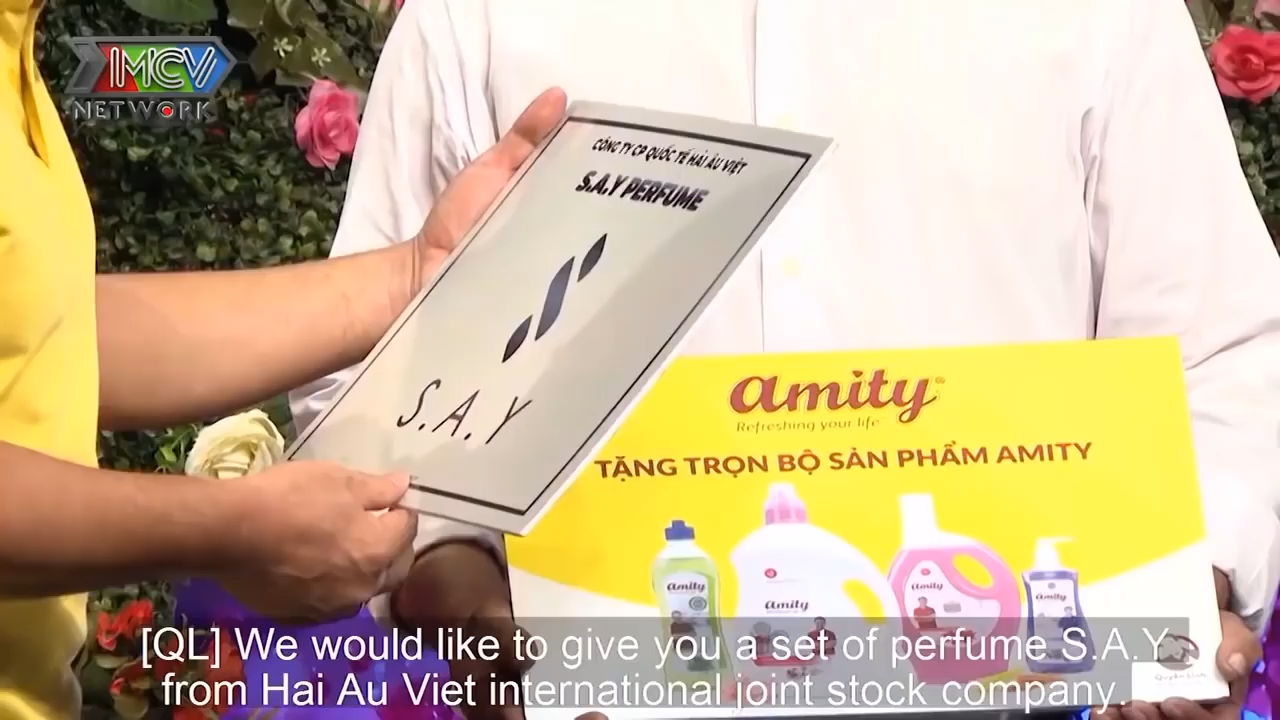 MCV
NETWORK
CÔNG TY CP QUỐC TẾ HẢI ÂU VIỆT
S.A.Y PERFUME
S.A.Y
amity
Refreshing your life
TẶNG TRỌN BỘ SẢN PHẨM AMITY
amity
Amity
amity
amity
[QL] We would like to give you a set of perfume S.A.Y
from Hai Au Viet international joint stock company.
Quyền Linh